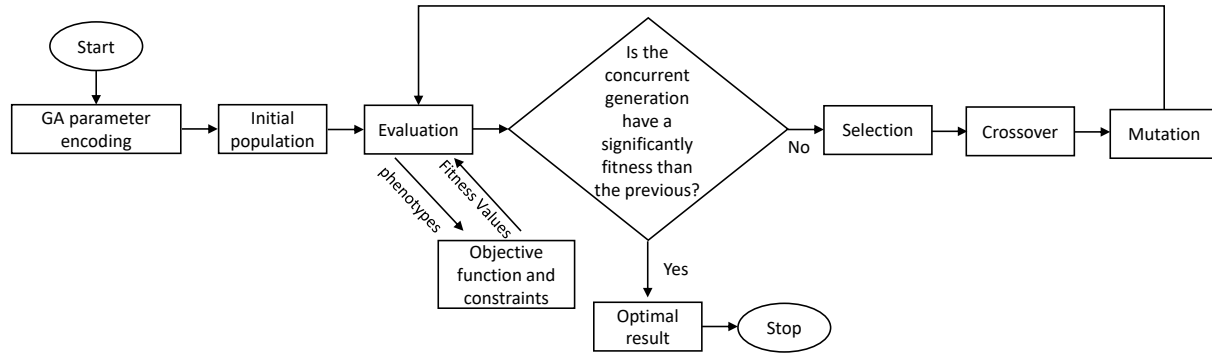 Start
GA parameter
encoding
Initial
population
Evaluation
phenotypes
Fitness Values
Objective
function and
constraints
Is the
concurrent
generation
have a
significantly
fitness than
the previous?
No
Selection
Crossover
Mutation
Yes
Optimal
result
Stop